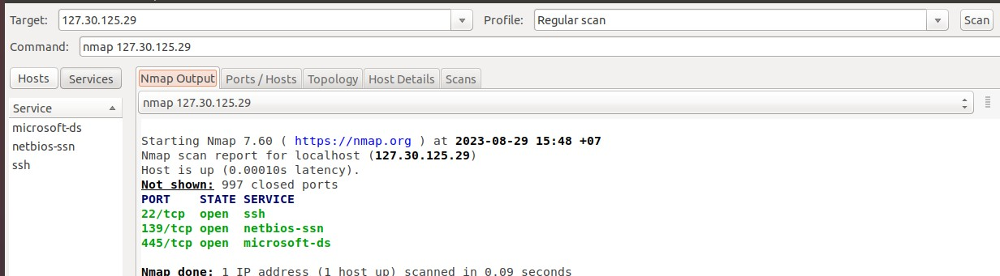 Target: 127.30.125.29 Profile: Regular scan Scan
Command: nmap 127.30.125.29
Hosts Services Nmap Output Ports / Hosts Topology Host Details Scans
Service
microsoft-ds
netbios-ssn
ssh
nmap 127.30.125.29
Starting Nmap 7.60 ( https://nmap.org ) at 2023-08-29 15:48 +07
Nmap scan report for localhost (127.30.125.29)
Host is up (0.00010s latency).
Not shown: 997 closed ports
PORT STATE SERVICE
22/tcp open ssh
139/tcp open netbios-ssn
445/tcp open microsoft-ds
Nmap done: 1 IP address (1 host up) scanned in 0.09 seconds